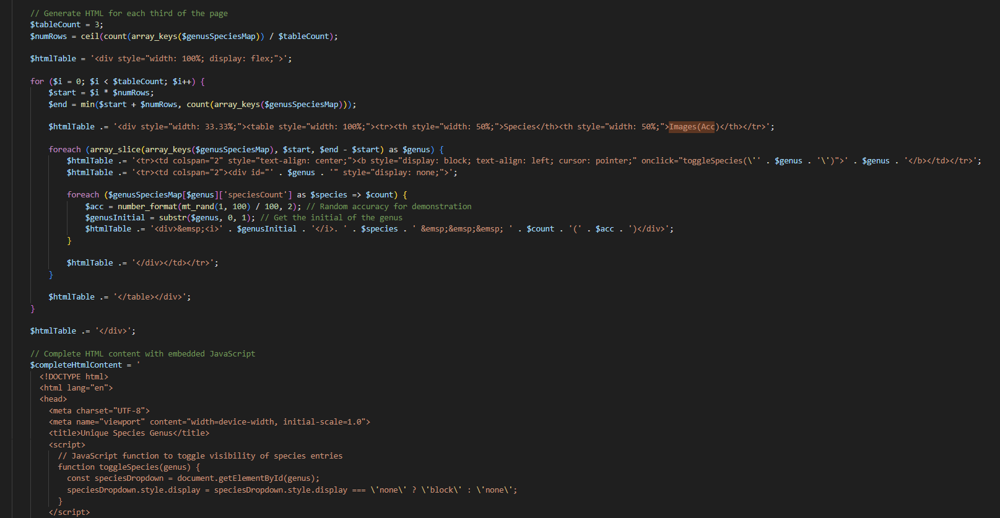 // Generate HTML for each third of the page
$tableCount = 3;
$numRows = ceil(count(array_keys($genusSpeciesMap)) / $tableCount);
$htmlTable = '<div style="width: 100%; display: flex;">';
for ($i = 0; $i < $tableCount; $i++) {
$start = $i * $numRows;
$end = min($start + $numRows, count(array_keys($genusSpeciesMap)));
$htmlTable .= '<div style="width: 33.33%;"><table style="width: 100%;"><tr><th style="width: 50%;">Species</th><th style="width: 50%;">Images(Acc)</th></tr>';
foreach (array_slice(array_keys($genusSpeciesMap), $start, $end - $start) as $genus) {
$htmlTable .= '<tr><td colspan="2" style="text-align: center;"><b style="display: block; text-align: left; cursor: pointer;" onclick="toggleSpecies(\'' . $genus . '\')">' . $genus . '</b></td></tr>';
$htmlTable .= '<tr><td colspan="2"><div id="' . $genus . '" style="display: none;">';
foreach ($genusSpeciesMap[$genus]['speciesCount'] as $species => $count) {
$acc = number_format(mt_rand(1, 100) / 100, 2); // Random accuracy for demonstration
$genusInitial = substr($genus, 0, 1); // Get the initial of the genus
$htmlTable .= '<div>&emsp;<i>' . $genusInitial . '</i>. ' . $species . ' &emsp;&emsp;&emsp; ' . $count . '(' . $acc . ')</div>';
}
$htmlTable .= '</div></td></tr>';
}
$htmlTable .= '</table></div>';
}
$htmlTable .= '</div>';
// Complete HTML content with embedded JavaScript
$completeHtmlContent = '
<!DOCTYPE html>
<html lang="en">
<head>
<meta charset="UTF-8">
<meta name="viewport" content="width=device-width, initial-scale=1.0">
<title>Unique Species Genus</title>
<script>
// JavaScript function to toggle visibility of species entries
function toggleSpecies(genus) {
const speciesDropdown = document.getElementById(genus);
speciesDropdown.style.display = speciesDropdown.style.display === \'none\' ? \'block\' : \'none\';
}
</script>